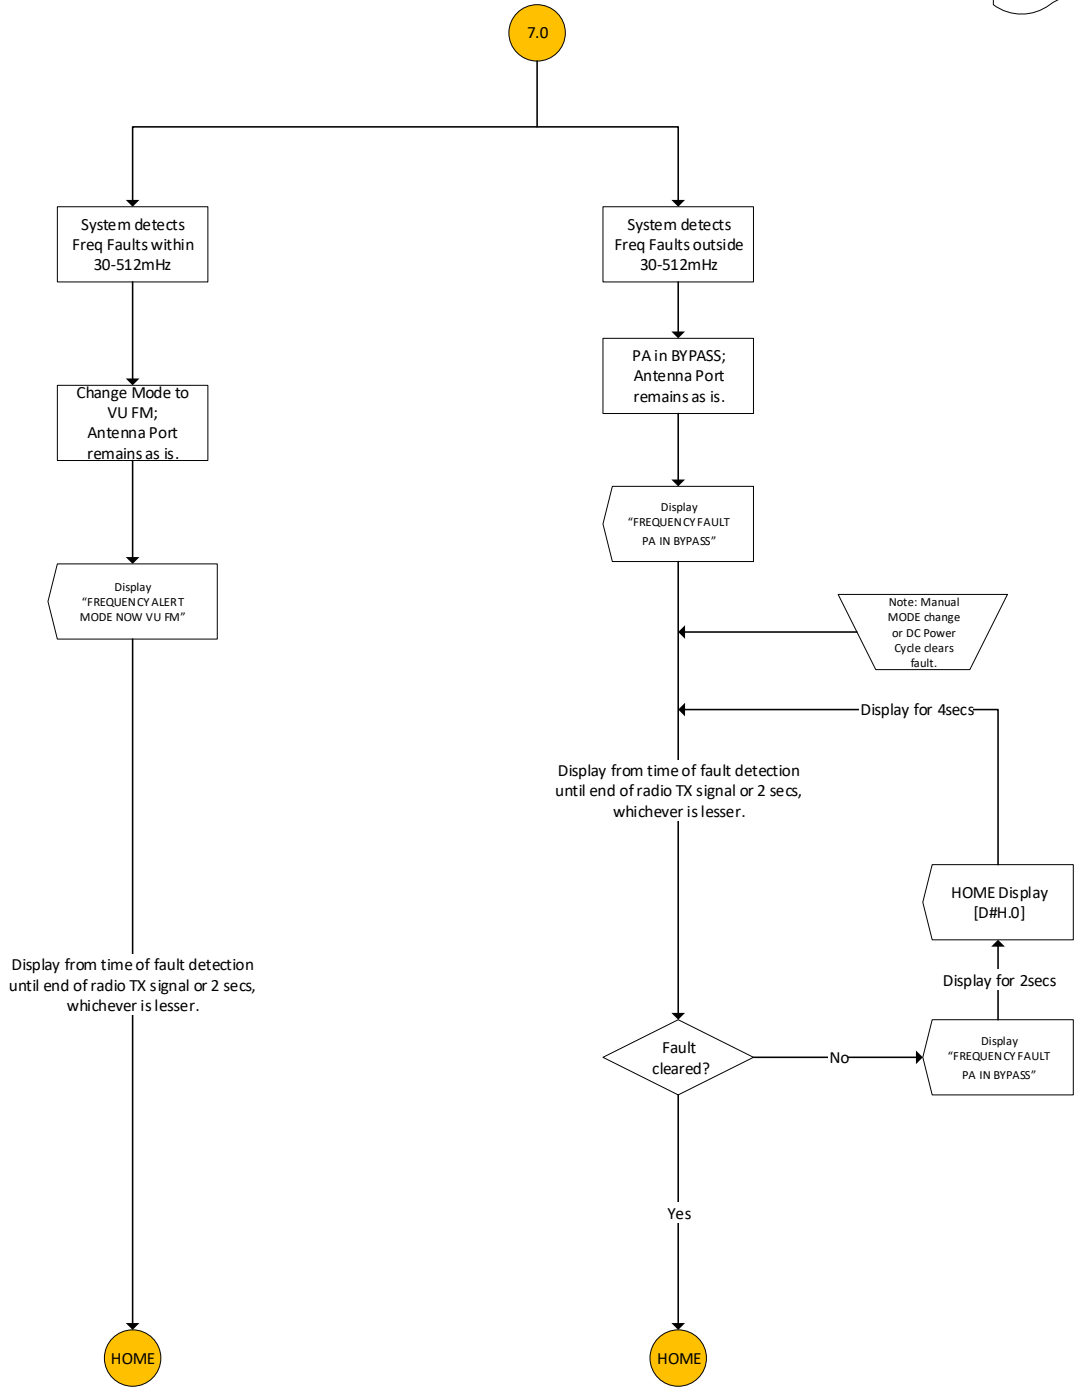 7.0
System detects
Freq Faults within
30-512mHz
Change Mode to
VU FM;
Antenna Port
remains as is.
Display
“FREQUENCY ALERT
MODE NOW VU FM”
Display from time of fault detection
until end of radio TX signal or 2 secs,
whichever is lesser.
HOME
System detects
Freq Faults outside
30-512mHz
PA in BYPASS;
Antenna Port
remains as is.
Display
“FREQUENCY FAULT
PA IN BYPASS”
Note: Manual
MODE change
or DC Power
Cycle clears
fault.
Display for 4secs
Display from time of fault detection
until end of radio TX signal or 2 secs,
whichever is lesser.
HOME Display
[D#H.0]
Display for 2secs
Fault
cleared?
No
Display
“FREQUENCY FAULT
PA IN BYPASS”
Yes
HOME